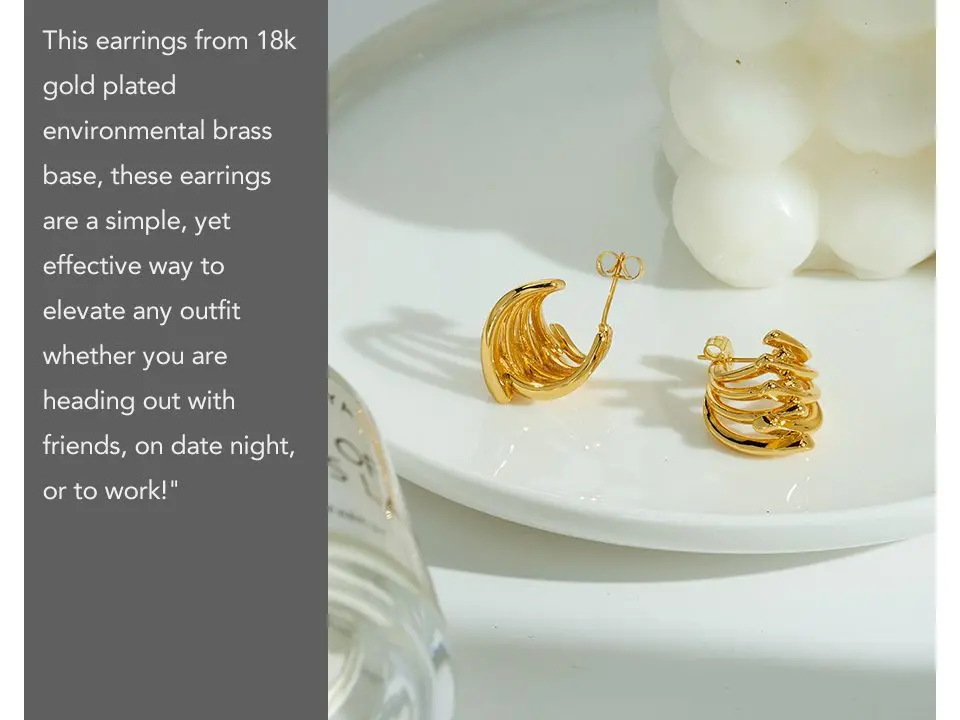 This earrings from 18k
gold plated
environmental brass
base, these earrings
are a simple, yet
effective way to
elevate any outfit
whether you are
heading out with
friends, on date night,
or to work!"